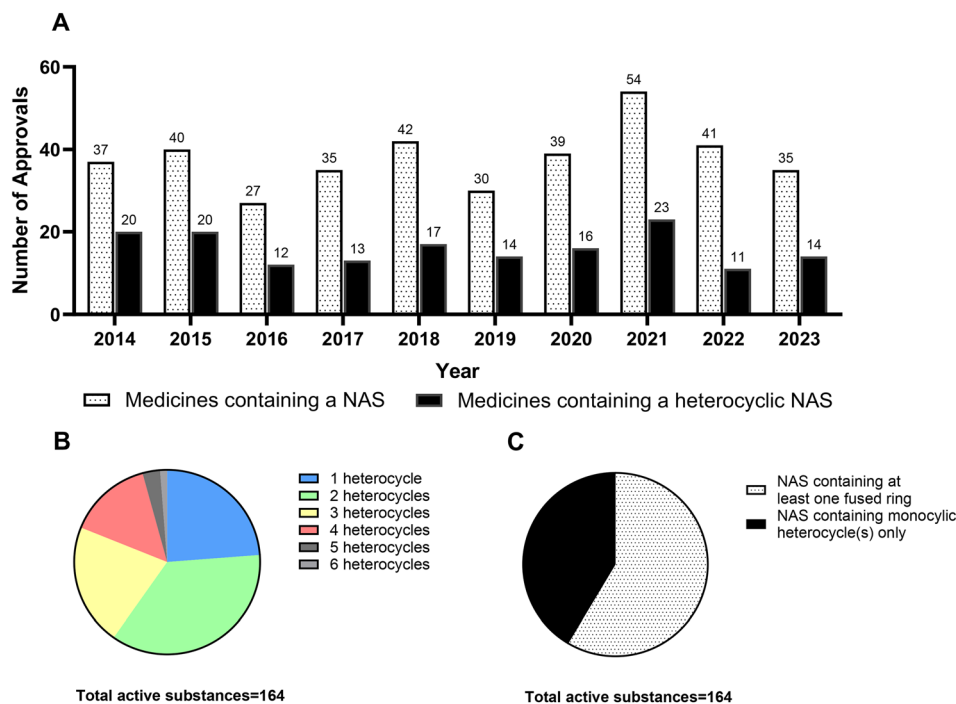 A
Number of Approvals
60
40
20
0
37
20
40
20
27
12
35
13
42
17
30
14
39
16
54
23
41
11
35
14
2014 2015 2016 2017 2018 2019 2020 2021 2022 2023
Year
Medicines containing a NAS Medicines containing a heterocyclic NAS
B
1 heterocycle
2 heterocycles
3 heterocycles
4 heterocycles
5 heterocycles
6 heterocycles
Total active substances=164
C
NAS containing at
least one fused ring
NAS containing monocylic
heterocycle(s) only
Total active substances=164